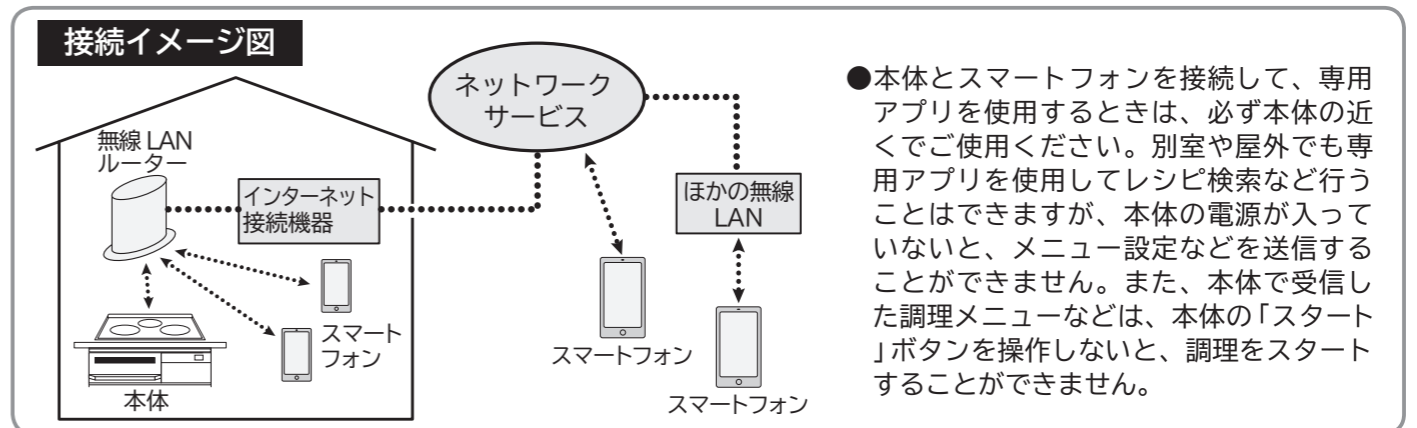 接続イメージ図
ネットワーク
サービス
無線 LAN
ルーター
インターネット
接続機器
ほかの無線
LAN
スマート
フォン
本体
スマートフォン
スマートフォン
●本体とスマートフォンを接続して、専用
アプリを使用するときは、必ず本体の近
くでご使用ください。別室や屋外でも専
用アプリを使用してレシピ検索など行う
ことはできますが、本体の電源が入って
いないと、メニュー設定などを送信する
ことができません。また、本体で受信し
た調理メニューなどは、本体の「スタート
」ボタンを操作しないと、調理をスタート
することができません。